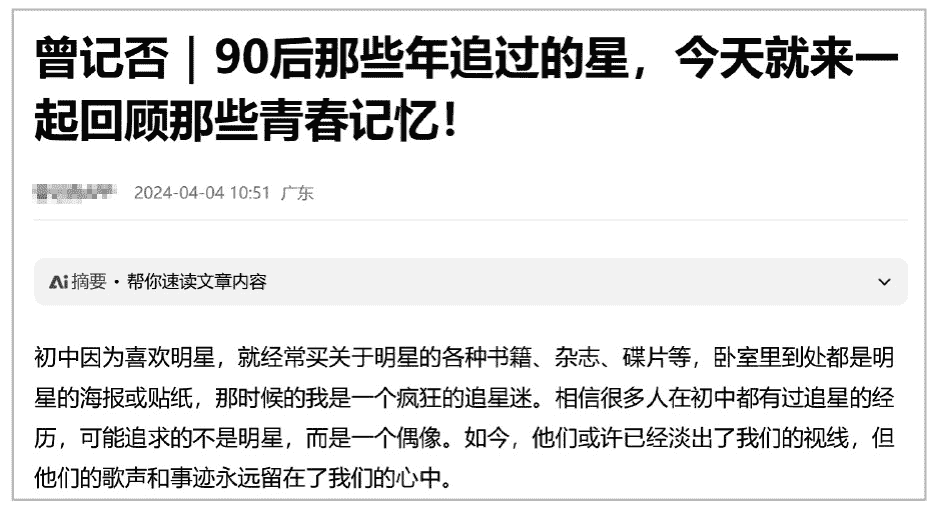 曾记否｜90后那些年追过的星，今天就来一
起回顾那些青春记忆！
2024-04-04 10:51 广东
Ai摘要·帮你速读文章内容
初中因为喜欢明星，就经常买关于明星的各种书籍、杂志、碟片等，卧室里到处都是明
星的海报或贴纸，那时候的我是一个疯狂的追星迷。相信很多人在初中都有过追星的经
历，可能追求的不是明星，而是一个偶像。如今，他们或许已经淡出了我们的视线，但
他们的歌声和事迹永远留在了我们的心中。